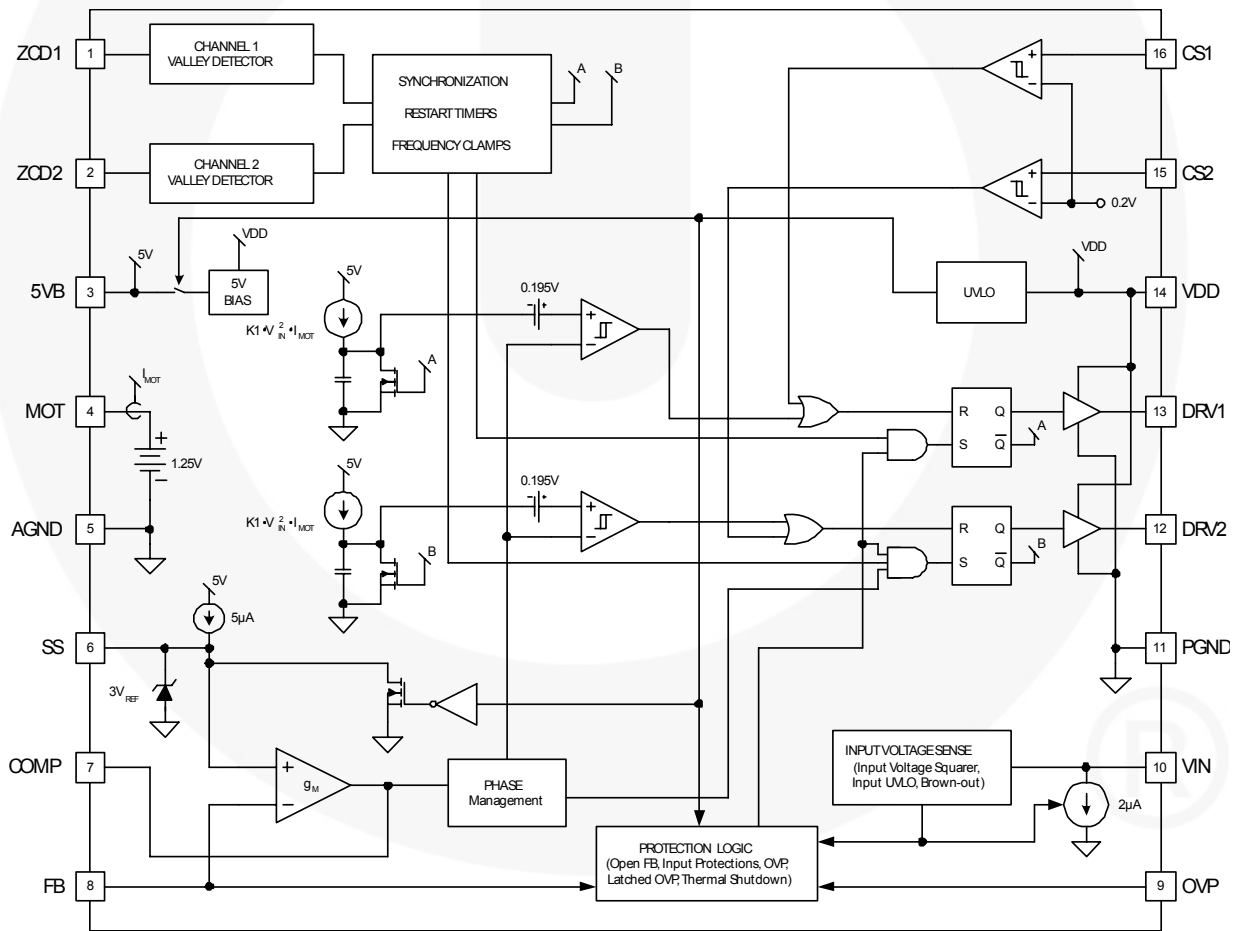 ZCD1
1
CHANNEL 1
VALLEY DETECTOR
SYNCHRONIZATION
RESTART TIMERS
FREQUENCY CLAMPS
A
B
16
CS1
ZCD2
2
CHANNEL 2
VALLEY DETECTOR
15
CS2
0.2V
5VB
3
5V
VDD
5V
BIAS
UVLO
VDD
14
VDD
5V
K1•V²IN•IMOT
A
0.195V
+
−
MOT
4
IMOT
+
−
1.25V
R
Q
S
Q̅
A
13
DRV1
AGND
5
5V
K1•V²IN•IMOT
B
0.195V
+
−
R
Q
S
Q̅
B
12
DRV2
SS
6
5V
5µA
3VREF
11
PGND
COMP
7
+
gM
−
PHASE
Management
INPUT VOLTAGE SENSE
(Input Voltage Squarer,
Input UVLO, Brown-out)
10
VIN
2µA
FB
8
PROTECTION LOGIC
(Open FB, Input Protections, OVP,
Latched OVP, Thermal Shutdown)
9
OVP
®